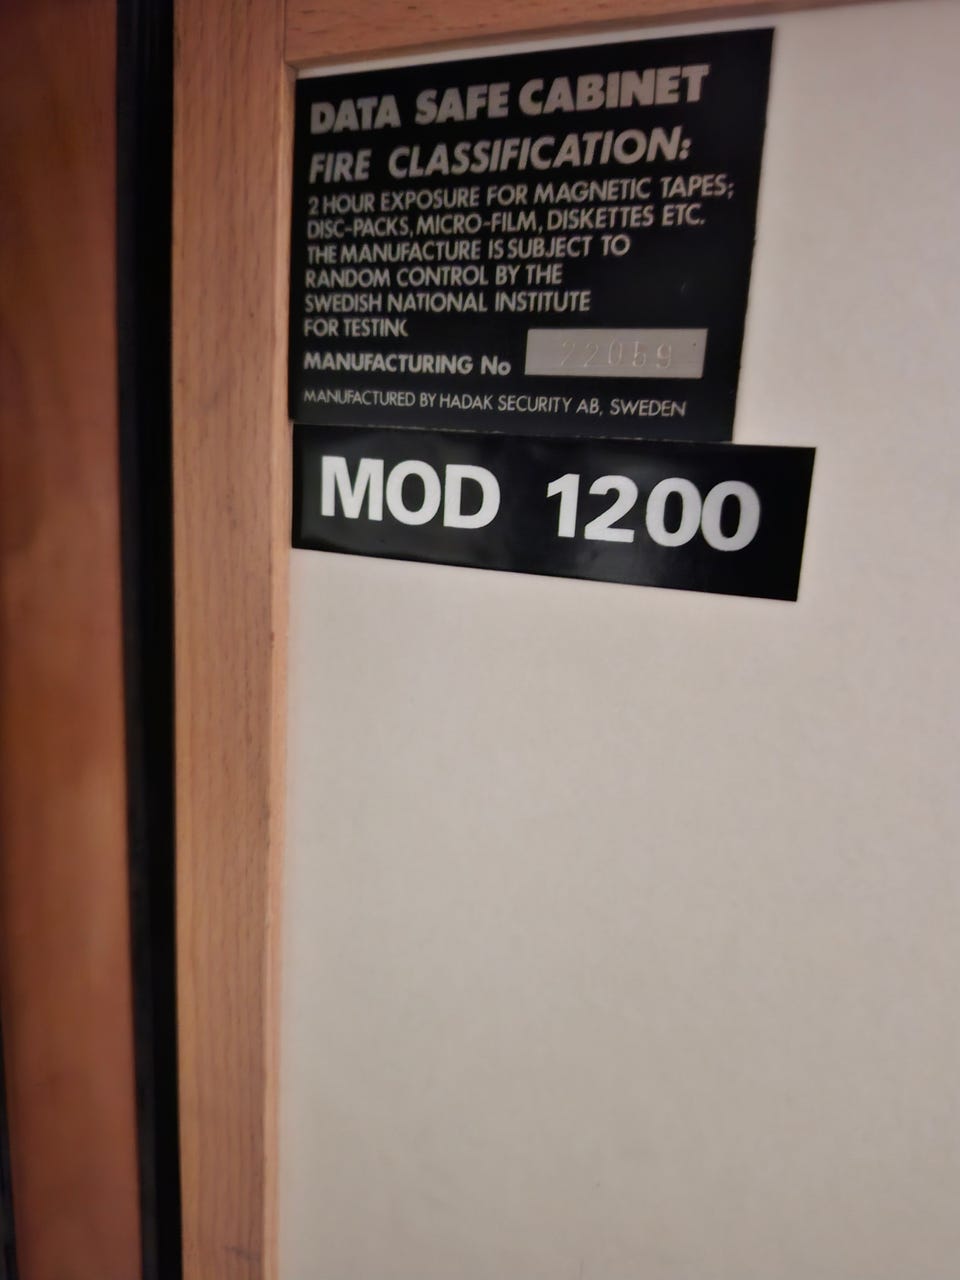 DATA SAFE CABINET
FIRE CLASSIFICATION:
2 HOUR EXPOSURE FOR MAGNETIC TAPES;
DISC-PACKS, MICRO-FILM, DISKETTES ETC.
THE MANUFACTURE IS SUBJECT TO
RANDOM CONTROL BY THE
SWEDISH NATIONAL INSTITUTE
FOR TESTING
MANUFACTURING No 22059
MANUFACTURED BY HADAK SECURITY AB, SWEDEN
MOD 1200